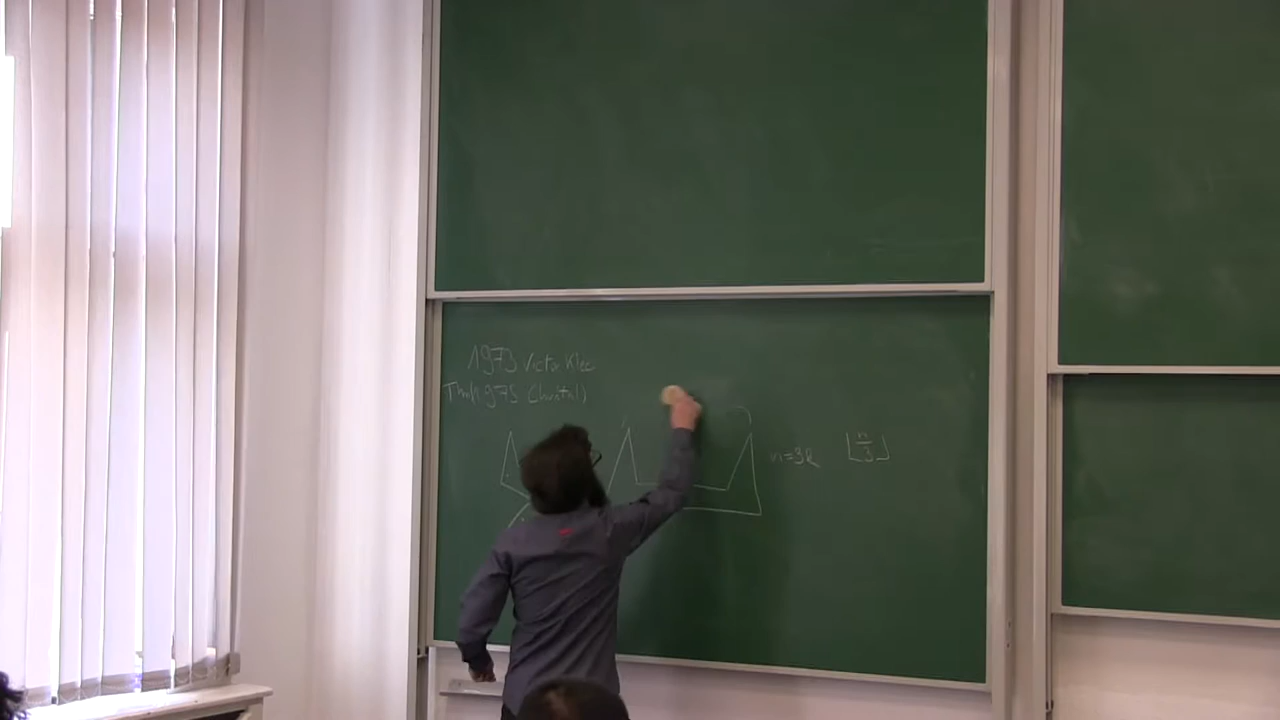 1973 Victor Klee
Thm(1975 Chvátal)
n=3k
⌊n/3⌋